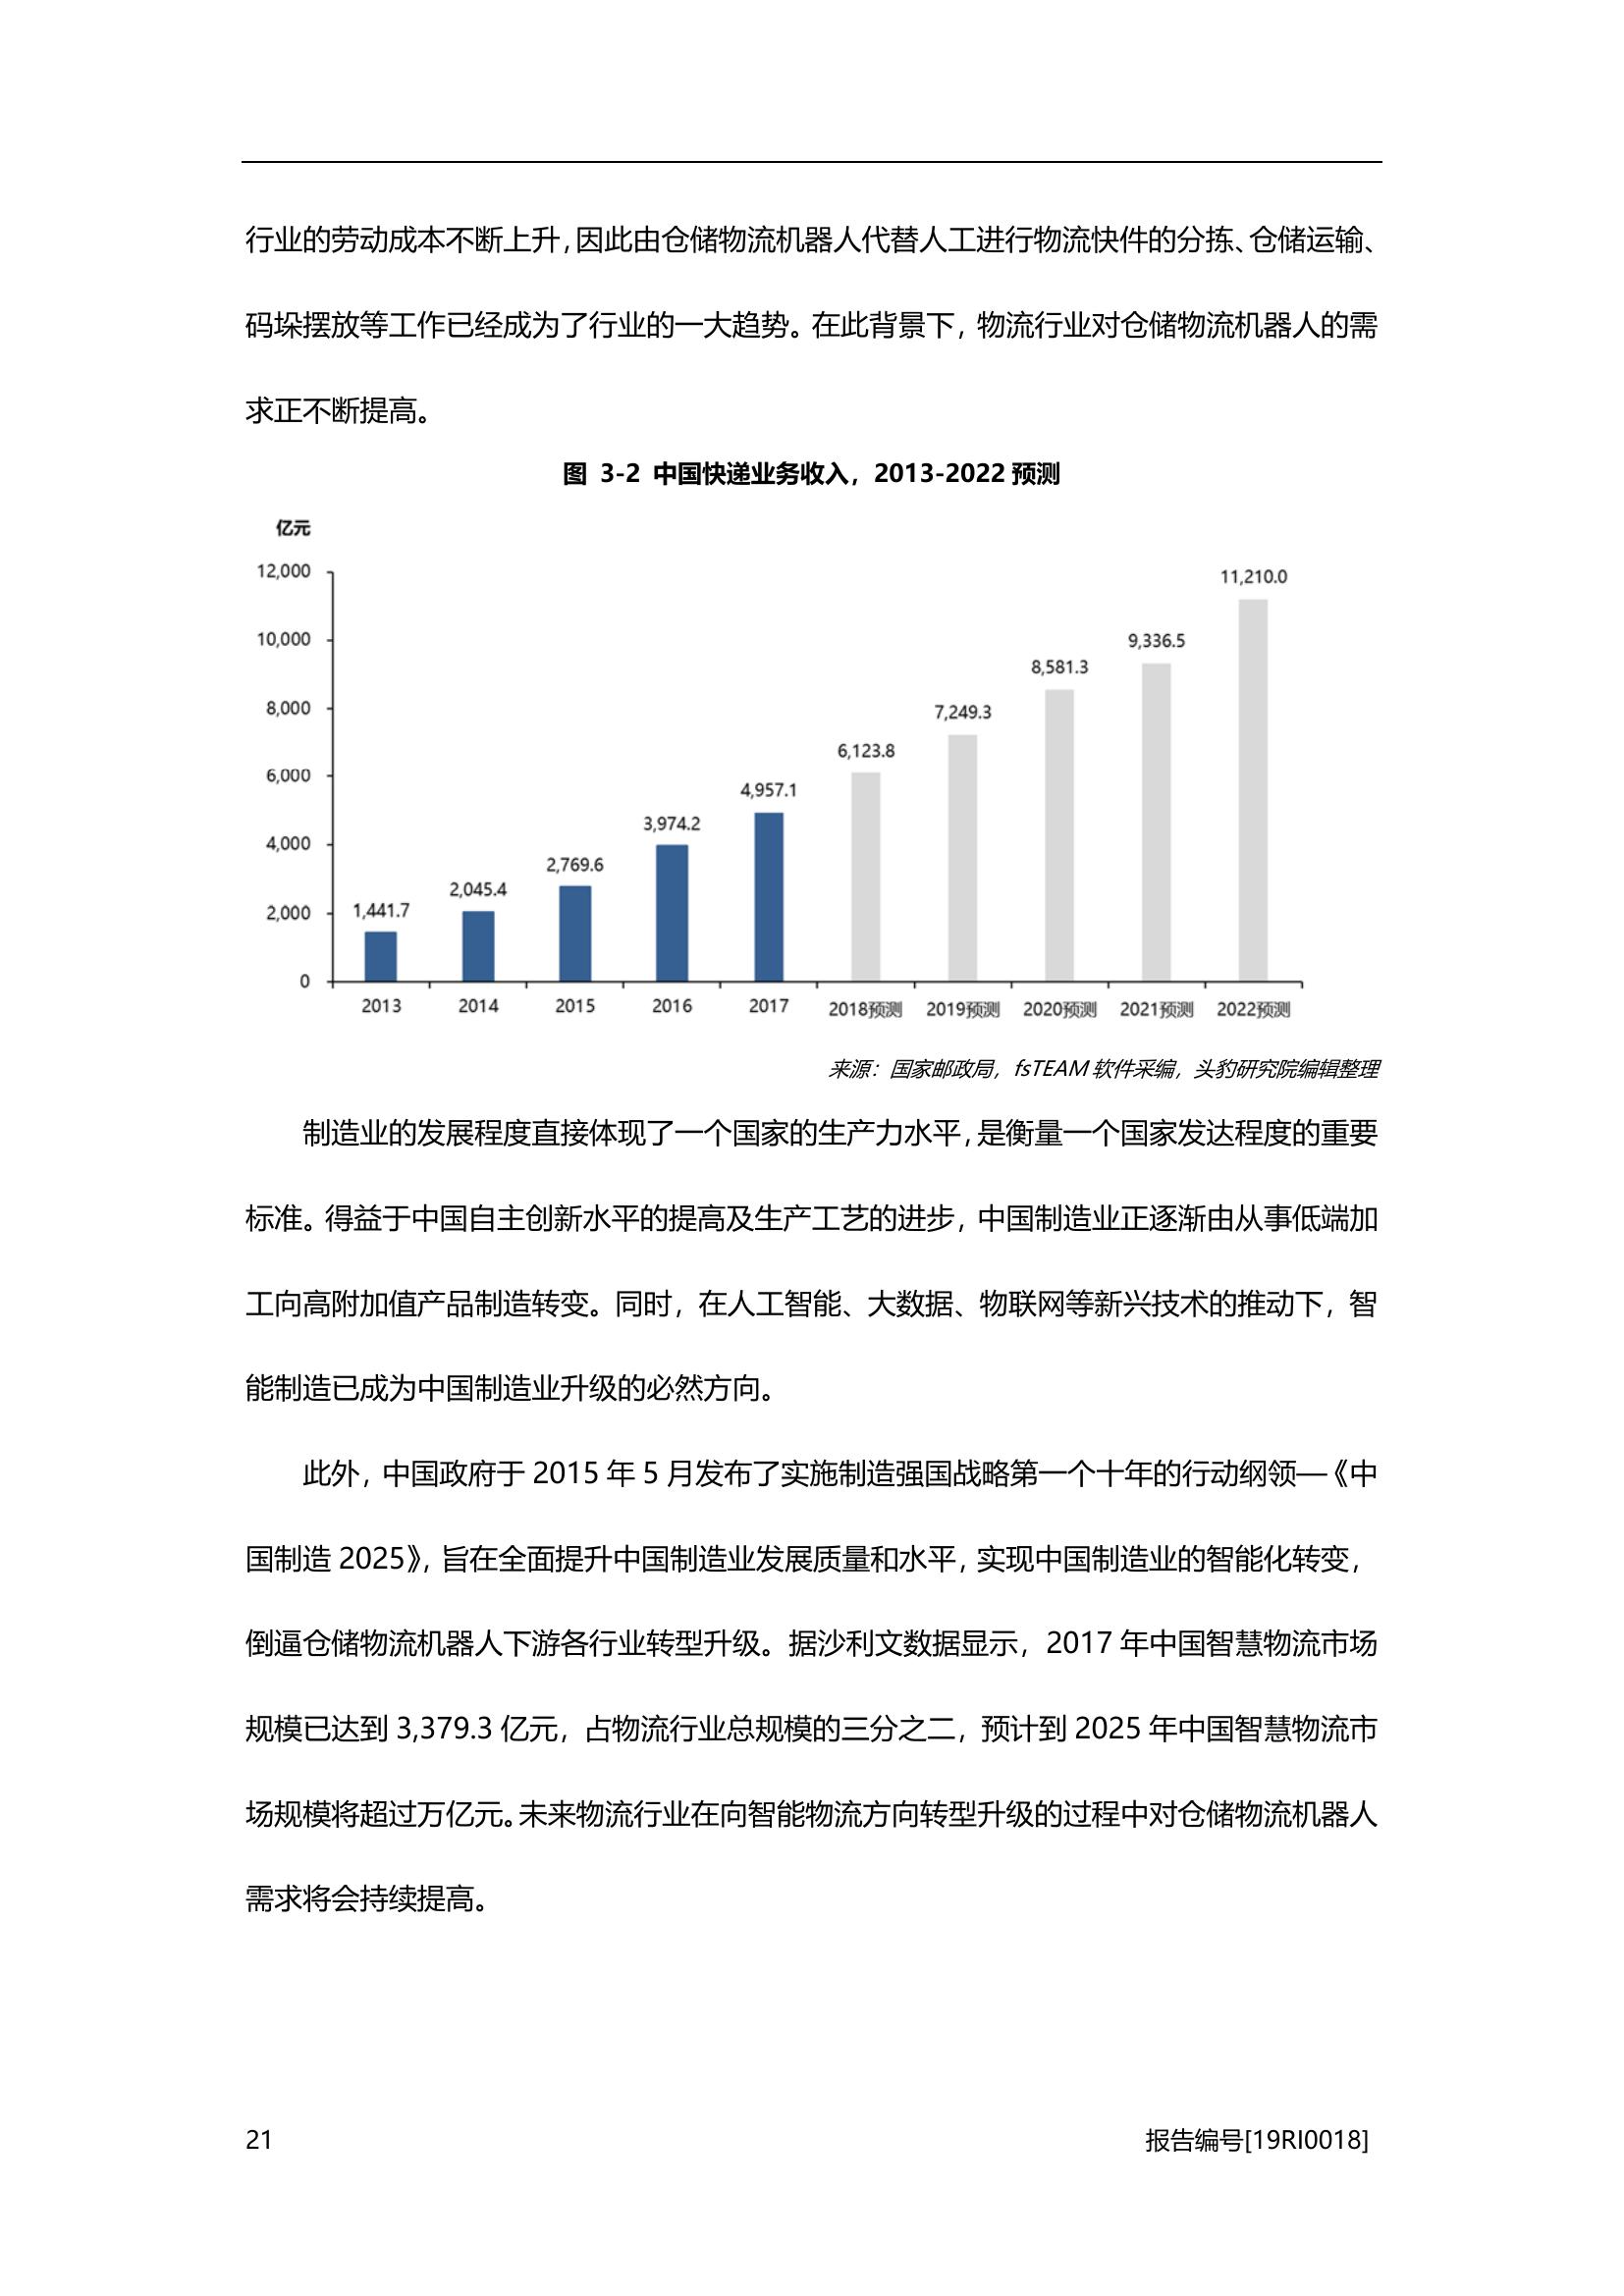 行业的劳动成本不断上升，因此由仓储物流机器人代替人工进行物流快件的分拣、仓储运输、
码垛摆放等工作已经成为了行业的一大趋势。在此背景下，物流行业对仓储物流机器人的需
求正不断提高。
图 3-2 中国快递业务收入，2013-2022 预测
亿元
12,000
10,000
8,000
6,000
4,000
2,000
0
1,441.7
2,045.4
2,769.6
3,974.2
4,957.1
6,123.8
7,249.3
8,581.3
9,336.5
11,210.0
2013 2014 2015 2016 2017 2018预测 2019预测 2020预测 2021预测 2022预测
来源：国家邮政局，fsTEAM 软件采编，头豹研究院编辑整理
制造业的发展程度直接体现了一个国家的生产力水平，是衡量一个国家发达程度的重要
标准。得益于中国自主创新水平的提高及生产工艺的进步，中国制造业正逐渐由从事低端加
工向高附加值产品制造转变。同时，在人工智能、大数据、物联网等新兴技术的推动下，智
能制造已成为中国制造业升级的必然方向。
此外，中国政府于 2015 年 5 月发布了实施制造强国战略第一个十年的行动纲领—《中
国制造 2025》，旨在全面提升中国制造业发展质量和水平，实现中国制造业的智能化转变，
倒逼仓储物流机器人下游各行业转型升级。据沙利文数据显示，2017 年中国智慧物流市场
规模已达到 3,379.3 亿元，占物流行业总规模的三分之二，预计到 2025 年中国智慧物流市
场规模将超过万亿元。未来物流行业在向智能物流方向转型升级的过程中对仓储物流机器人
需求将会持续提高。
21 报告编号[19RI0018]